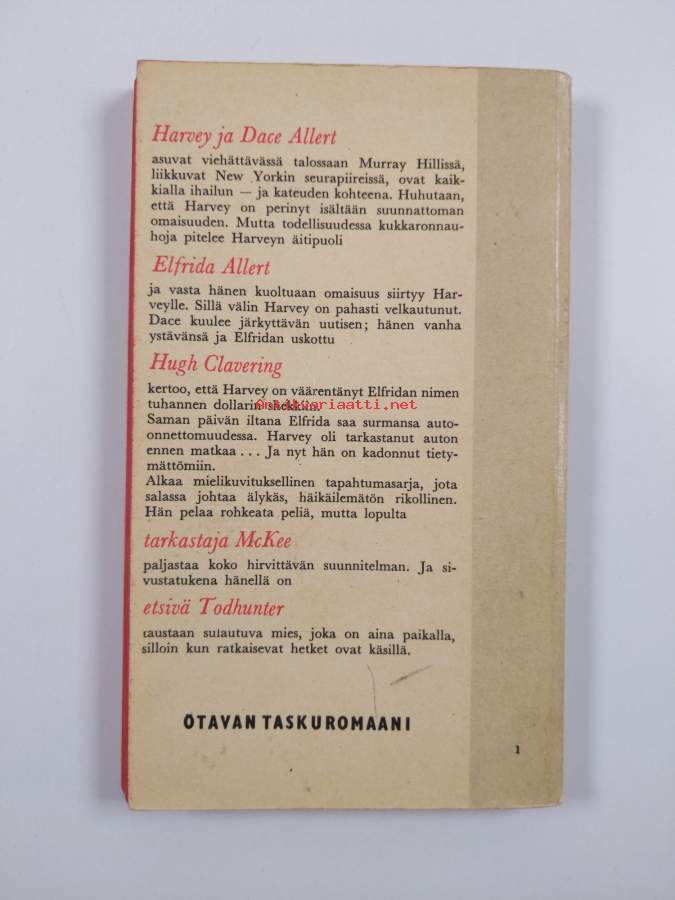 Harvey ja Dace Allert
asuvat viehättävässä talossaan Murray Hillissä,
liikkuvat New Yorkin seurapiireissä, ovat kaik-
kialla ihailun — ja kateuden kohteena. Huhutaan,
että Harvey on perinyt isältään suunnattoman
omaisuuden. Mutta todellisuudessa kukkaronnau-
hoja pitelee Harveyn äitipuoli
Elfrida Allert
ja vasta hänen kuoltuaan omaisuus siirtyy Har-
veylle. Sillä välin Harvey on pahasti velkautunut.
Dace kuulee järkyttävän uutisen; hänen vanha
ystävänsä ja Elfridan uskottu
Hugh Clavering
kertoo, että Harvey on väärentänyt Elfridan nimen
tuhannen dollarin shekkiin.
Antikvariaatti.net
Saman päivän iltana Elfrida saa surmansa auto-
onnettomuudessa. Harvey oli tarkastanut auton
ennen matkaa . . . Ja nyt hän on kadonnut tiety-
mättömiin.
Alkaa mielikuvituksellinen tapahtumasarja, jota
salassa johtaa älykäs, häikäilemätön rikollinen.
Hän pelaa rohkeata peliä, mutta lopulta
tarkastaja McKee
paljastaa koko hirvittävän suunnitelman. Ja si-
vustatukena hänellä on
etsivä Todhunter
taustaan sulautuva mies, joka on aina paikalla,
silloin kun ratkaisevat hetket ovat käsillä.
OTAVAN TASKUROMAANI
1